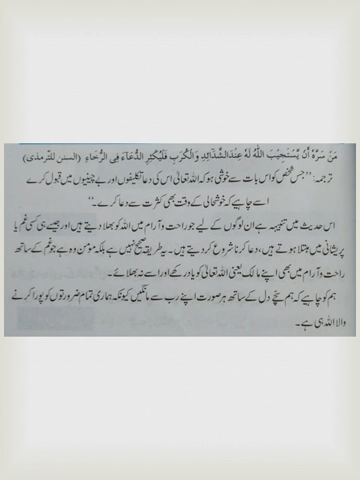 مَنْ سَرَّهُ أَنْ يَّسْتَجِيْبَ اللّٰهُ لَهُ عِنْدَ الشَّدَائِدِ وَالْكُرَبِ فَلْيُكْثِرِ الدُّعَاءَ فِى الرَّخَاءِ (السنن للترمذی)
ترجمہ: ’’جس شخص کو اس بات سے خوشی ہو کہ اللہ تعالیٰ اس کی دعا تکلیفوں اور بے چینیوں میں قبول کرے
اسے چاہیے کہ خوشحالی کے وقت بھی کثرت سے دعا کرے۔‘‘
اس حدیث میں تنبیہ ہے ان لوگوں کے لیے جو راحت و آرام میں اللہ کو بھلا دیتے ہیں اور جیسے ہی کسی غم یا
پریشانی میں مبتلا ہوتے ہیں، دعا کرنا شروع کر دیتے ہیں۔ یہ طریقہ صحیح نہیں ہے بلکہ مؤمن وہ ہے جو غم کے ساتھ
راحت و آرام میں بھی اپنے مالک یعنی اللہ تعالیٰ کو یاد رکھے اور اسے نہ بھلائے۔
ہم کو چاہیے کہ ہم سچے دل کے ساتھ ہر صورت اپنے رب سے مانگیں کیونکہ ہماری تمام ضرورتوں کو پورا کرنے
والا اللہ ہی ہے۔